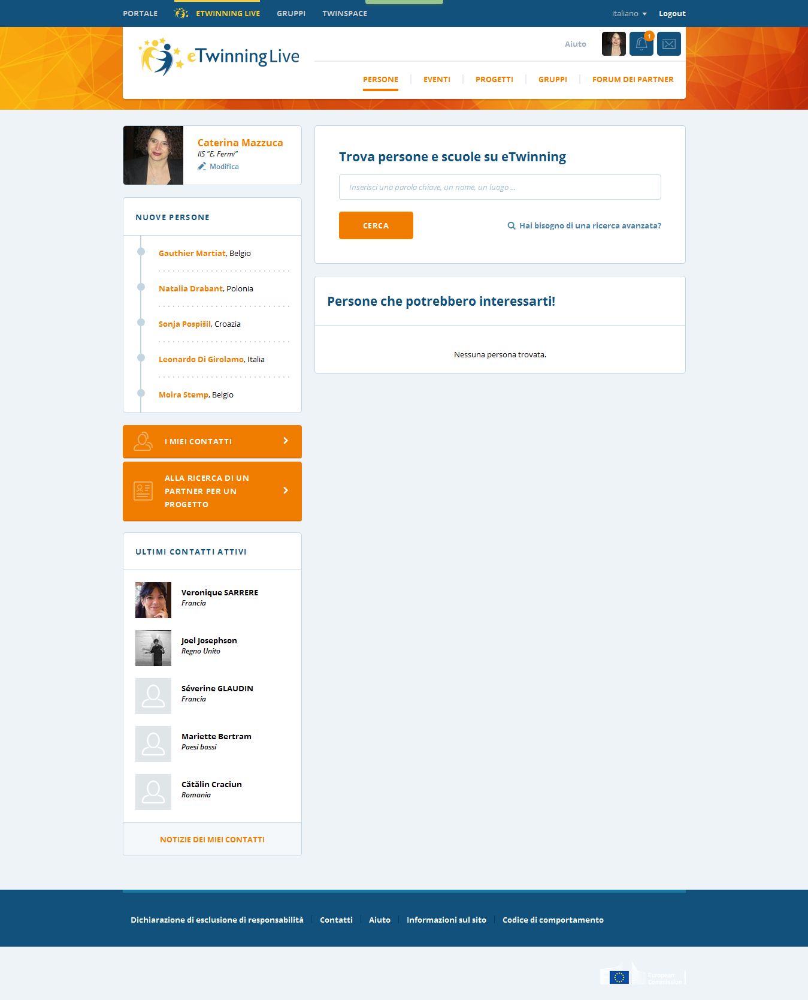 PORTALE
ETWINNING LIVE
GRUPPI
TWINSPACE
italiano
Logout
eTwinning Live
Aiuto
1
PERSONE
EVENTI
PROGETTI
GRUPPI
FORUM DEI PARTNER
Caterina Mazzuca
IIS "E. Fermi"
Modifica
NUOVE PERSONE
Gauthier Martiat, Belgio
Natalia Drabant, Polonia
Sonja Pospišil, Croazia
Leonardo Di Girolamo, Italia
Moira Stemp, Belgio
I MIEI CONTATTI
ALLA RICERCA DI UN
PARTNER PER UN
PROGETTO
ULTIMI CONTATTI ATTIVI
Veronique SARRERE
Francia
Joel Josephson
Regno Unito
Séverine GLAUDIN
Francia
Mariette Bertram
Paesi bassi
Cătălin Craciun
Romania
NOTIZIE DEI MIEI CONTATTI
Trova persone e scuole su eTwinning
Inserisci una parola chiave, un nome, un luogo ...
CERCA
Hai bisogno di una ricerca avanzata?
Persone che potrebbero interessarti!
Nessuna persona trovata.
Dichiarazione di esclusione di responsabilità
Contatti
Aiuto
Informazioni sul sito
Codice di comportamento
European
Commission